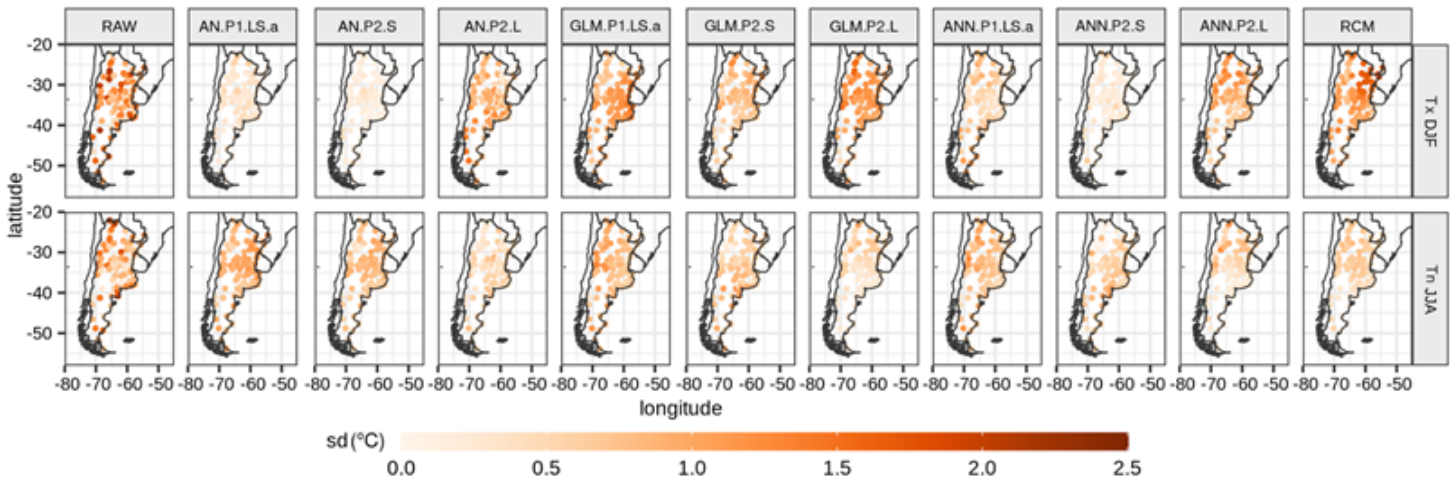 RAW AN.P1.LS.a AN.P2.S AN.P2.L GLM.P1.LS.a GLM.P2.S GLM.P2.L ANN.P1.LS.a ANN.P2.S ANN.P2.L RCM
-20
-30
-40
-50
Tx DJF
-20
-30
-40
-50
Tn JJA
latitude
-80 -70 -60 -50 -80 -70 -60 -50 -80 -70 -60 -50 -80 -70 -60 -50 -80 -70 -60 -50 -80 -70 -60 -50 -80 -70 -60 -50 -80 -70 -60 -50 -80 -70 -60 -50 -80 -70 -60 -50 -80 -70 -60 -50
longitude
sd (°C)
0.0 0.5 1.0 1.5 2.0 2.5